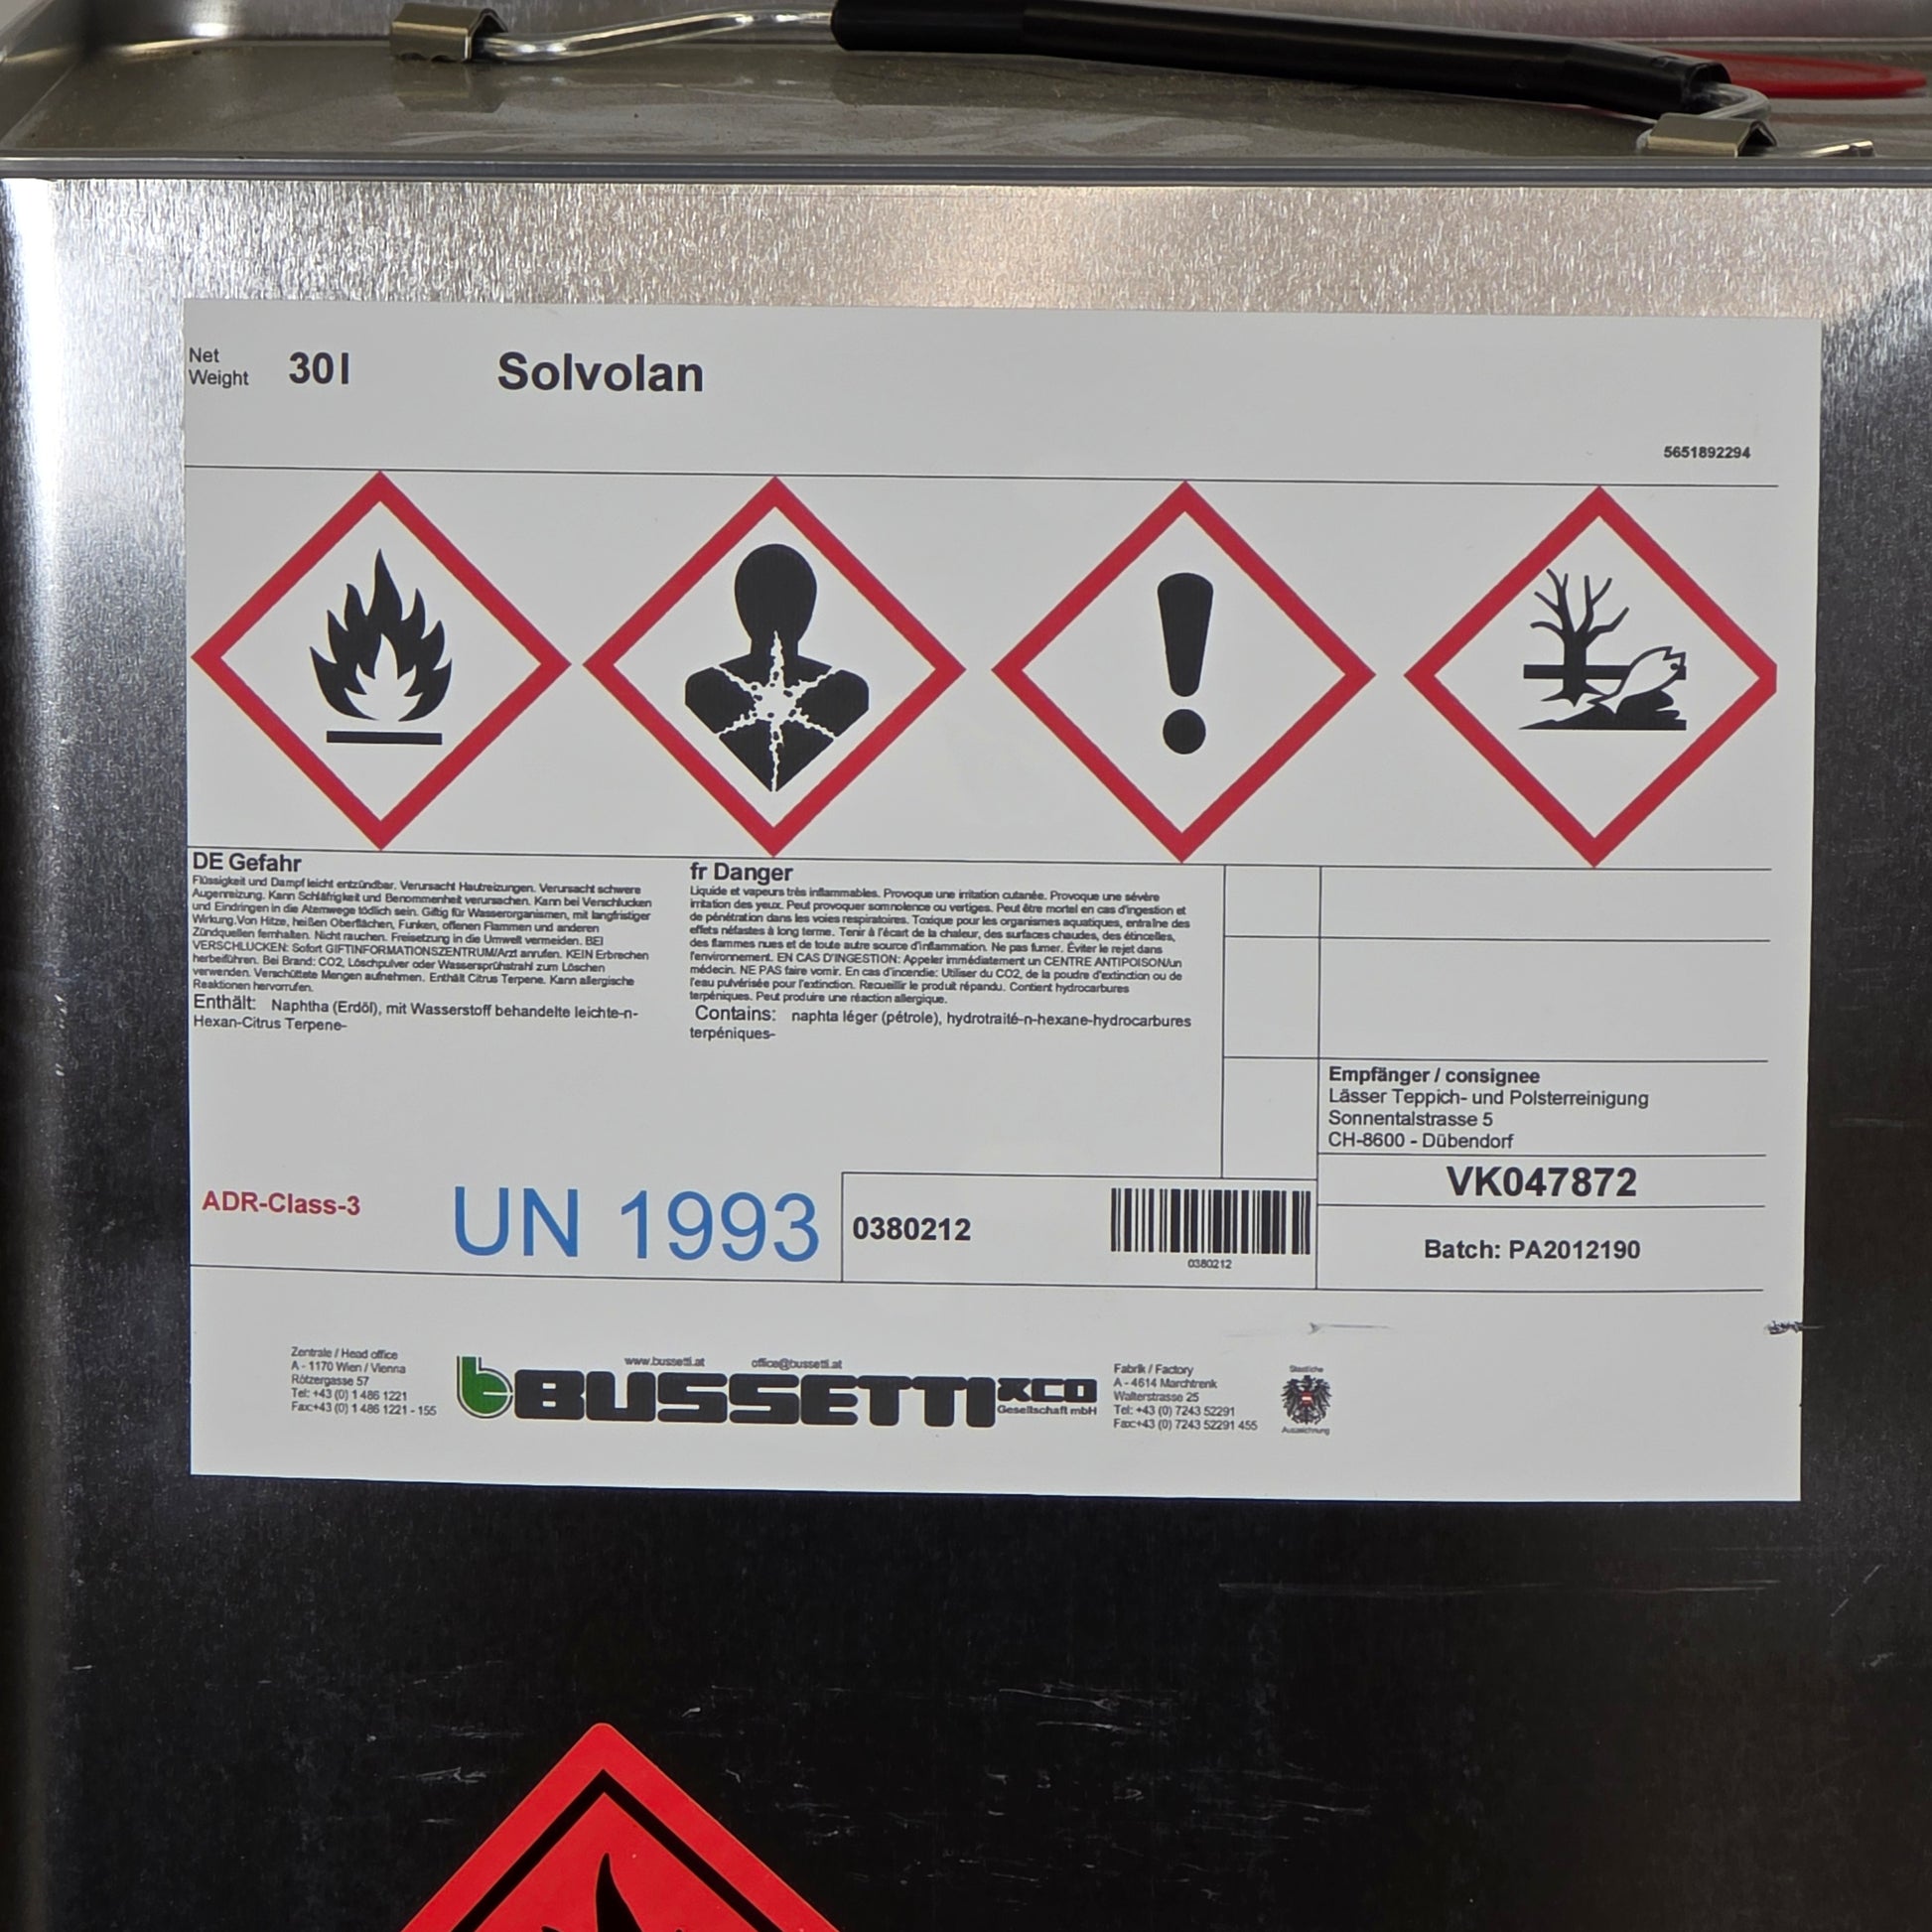 Net
Weight
30 l
Solvolan
5651892294
DE Gefahr
Flüssigkeit und Dampf leicht entzündbar. Verursacht Hautreizungen. Verursacht schwere
Augenreizung. Kann Schläfrigkeit und Benommenheit verursachen. Kann bei Verschlucken
und Eindringen in die Atemwege tödlich sein. Giftig für Wasserorganismen, mit langfristiger
Wirkung.Von Hitze, heißen Oberflächen, Funken, offenen Flammen und anderen
Zündquellen fernhalten. Nicht rauchen. Freisetzung in die Umwelt vermeiden. BEI
VERSCHLUCKEN: Sofort GIFTINFORMATIONSZENTRUM/Arzt anrufen. KEIN Erbrechen
herbeiführen. Bei Brand: CO2, Löschpulver oder Wassersprühstrahl zum Löschen
verwenden. Verschüttete Mengen aufnehmen. Enthält Citrus Terpene. Kann allergische
Reaktionen hervorrufen.
Enthält: Naphtha (Erdöl), mit Wasserstoff behandelte leichte-n-
Hexan-Citrus Terpene-
fr Danger
Liquide et vapeurs très inflammables. Provoque une irritation cutanée. Provoque une sévère
irritation des yeux. Peut provoquer somnolence ou vertiges. Peut être mortel en cas d'ingestion et
de pénétration dans les voies respiratoires. Toxique pour les organismes aquatiques, entraîne des
effets néfastes à long terme. Tenir à l'écart de la chaleur, des surfaces chaudes, des étincelles,
des flammes nues et de toute autre source d'inflammation. Ne pas fumer. Éviter le rejet dans
l'environnement. EN CAS D'INGESTION: Appeler immédiatement un CENTRE ANTIPOISON/un
médecin. NE PAS faire vomir. En cas d'incendie: Utiliser du CO2, de la poudre d'extinction ou de
l'eau pulvérisée pour l'extinction. Recueillir le produit répandu. Contient hydrocarbures
terpéniques. Peut produire une réaction allergique.
Contains: naphta léger (pétrole), hydrotraité-n-hexane-hydrocarbures
terpéniques-
Empfänger / consignee
Lässer Teppich- und Polsterreinigung
Sonnentalstrasse 5
CH-8600 - Dübendorf
VK047872
Batch: PA2012190
ADR-Class-3
UN 1993
0380212
0380212
Zentrale / Head office
A - 1170 Wien / Vienna
Rötzergasse 57
Tel: +43 (0) 1 486 1221
Fax:+43 (0) 1 486 1221 - 155
www.bussetti.at office@bussetti.at
BUSSETTI &CO
Gesellschaft mbH
Fabrik / Factory
A - 4614 Marchtrenk
Walterstrasse 25
Tel: +43 (0) 7243 52291
Fax:+43 (0) 7243 52291 455
Staatliche
Auszeichnung